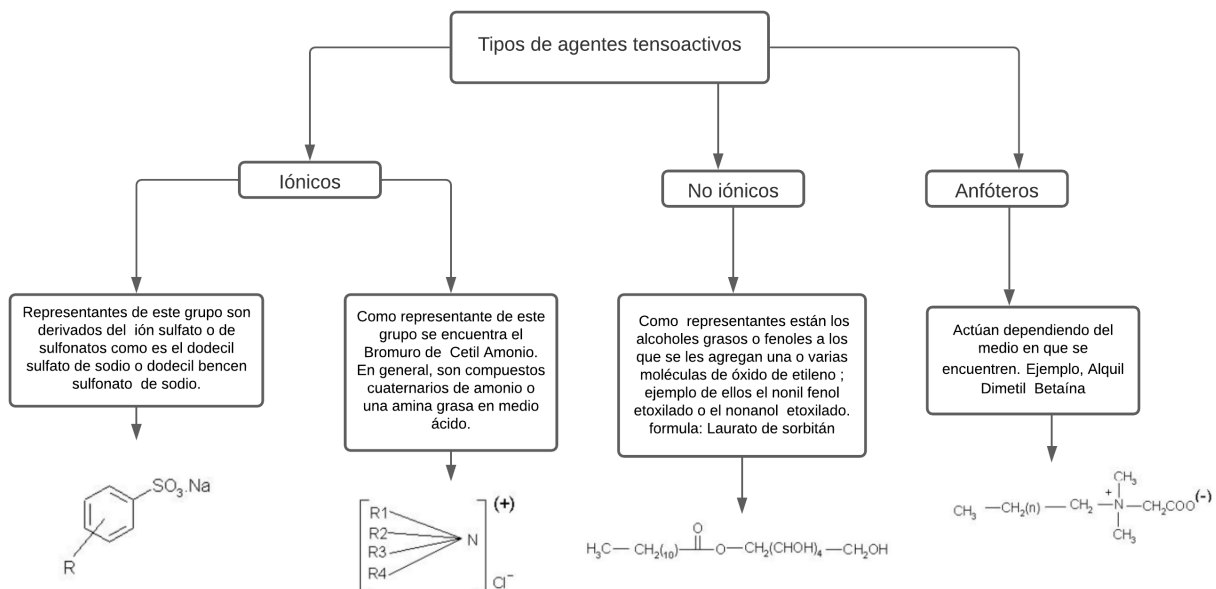 Tipos de agentes tensoactivos
Iónicos
No iónicos
Anfóteros
Representantes de este grupo son
derivados del ión sulfato o de
sulfonatos como es el dodecil
sulfato de sodio o dodecil bencen
sulfonato de sodio.
Como representante de este
grupo se encuentra el
Bromuro de Cetil Amonio.
En general, son compuestos
cuaternarios de amonio o
una amina grasa en medio
ácido.
Como representantes están los
alcoholes grasos o fenoles a los
que se les agregan una o varias
moléculas de óxido de etileno ;
ejemplo de ellos el nonil fenol
etoxilado o el nonanol etoxilado.
formula: Laurato de sorbitán
Actúan dependiendo del
medio en que se
encuentren. Ejemplo, Alquil
Dimetil Betaína
SO₃.Na
R
(+)
R1
R2
R3
R4
N
Cl⁻
O
H₃C—CH₂(10)—O—CH₂(CHOH)₄—CH₂OH
CH₃
CH₃—CH₂(n)—CH₂—N⁺—CH₂COO(-)
CH₃